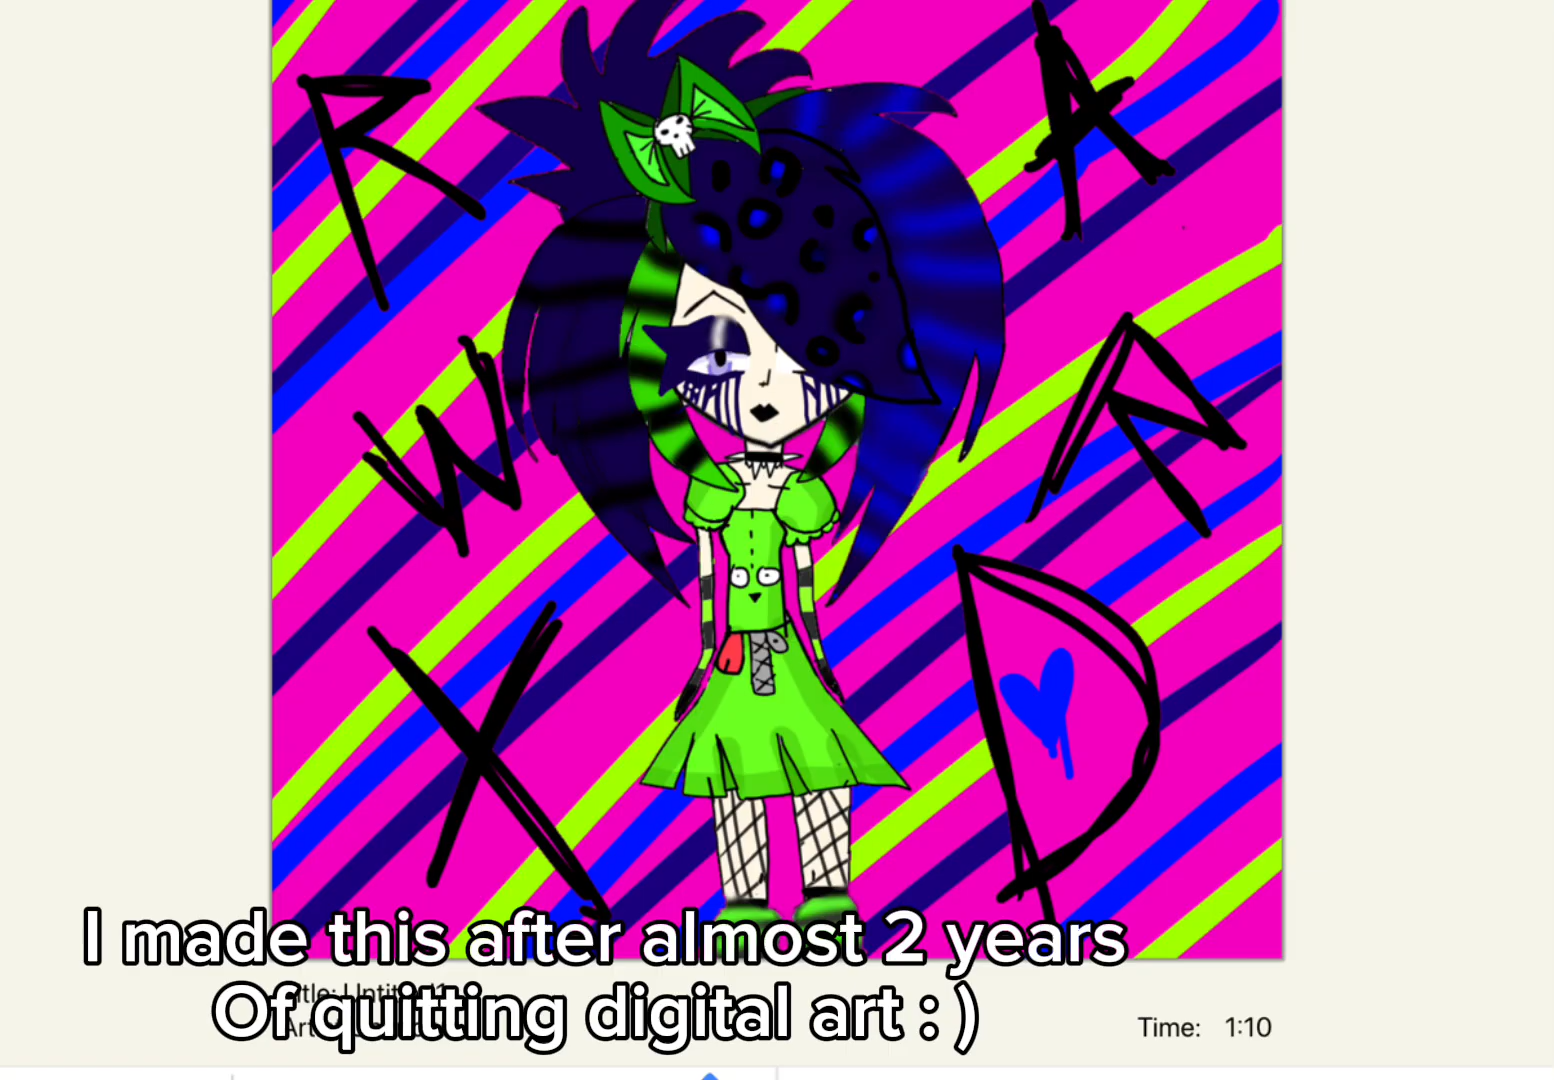 R A
W R
X D
I made this after almost 2 years
Of quitting digital art : )
Time: 1:10